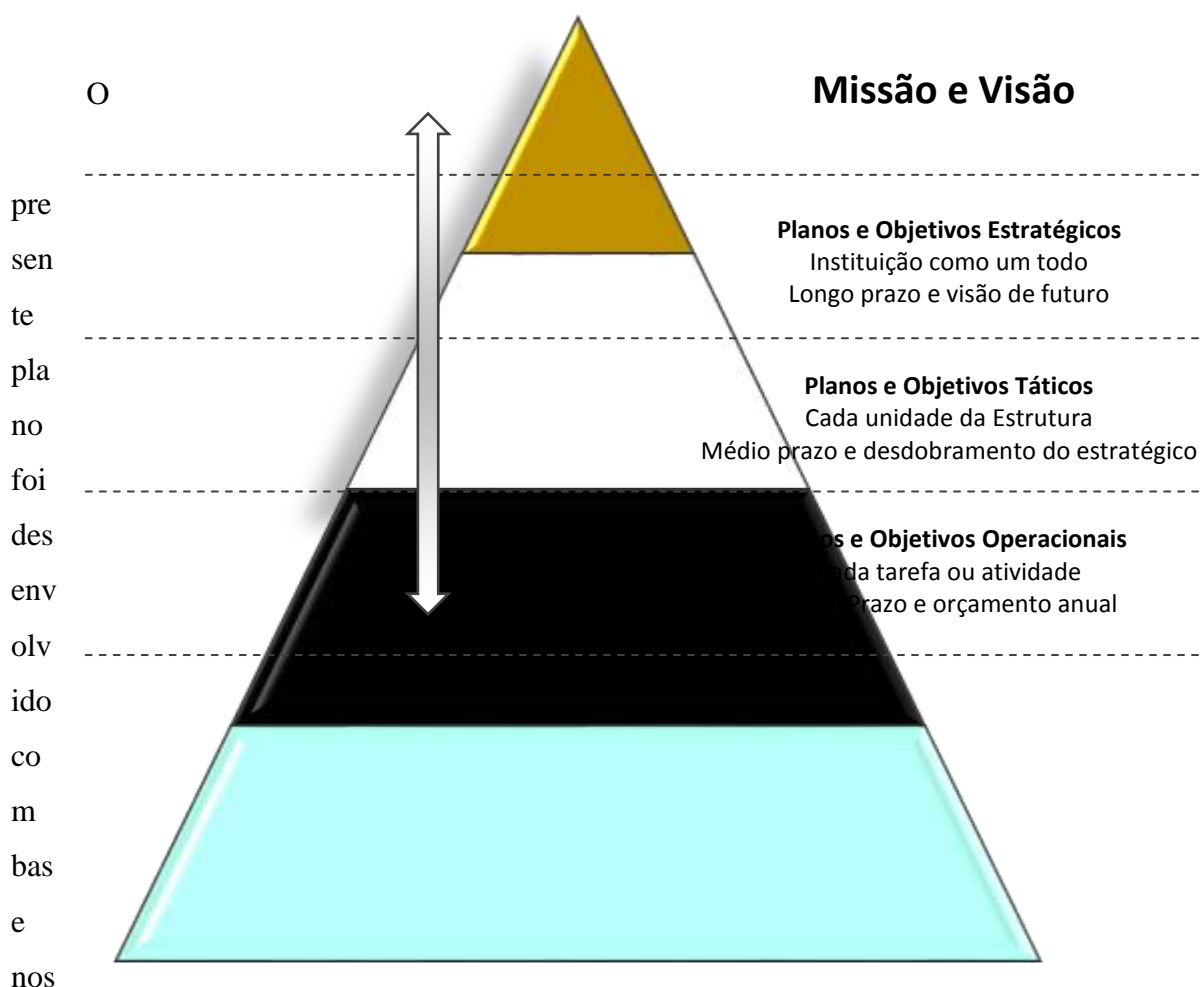 O
Missão e Visão
pre
sen
te
pla
no
foi
des
env
olv
ido
co
m
bas
e
nos
Planos e Objetivos Estratégicos
Instituição como um todo
Longo prazo e visão de futuro
Planos e Objetivos Táticos
Cada unidade da Estrutura
Médio prazo e desdobramento do estratégico
e Objetivos Operacionais
tarefa ou atividade
Prazo e orçamento anual